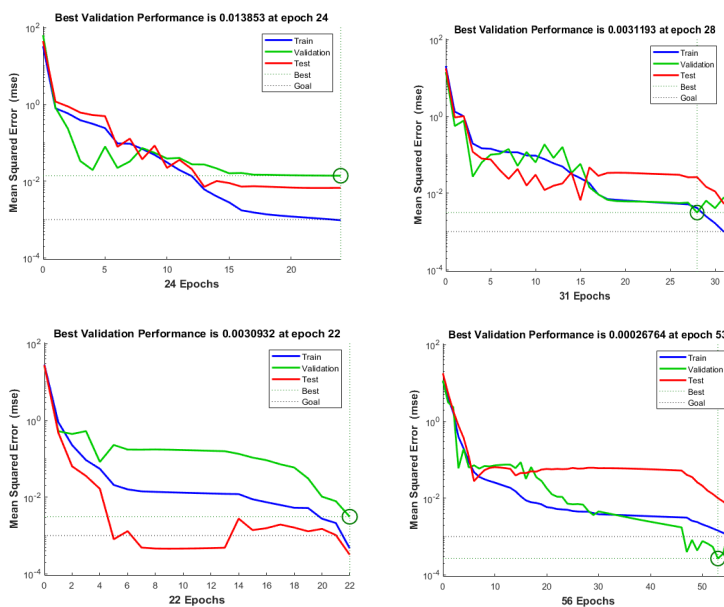 Best Validation Performance is 0.013853 at epoch 24
Mean Squared Error (mse)
10^2
10^0
10^-2
10^-4
Train
Validation
Test
Best
Goal
0 5 10 15 20
24 Epochs
Best Validation Performance is 0.0031193 at epoch 28
Mean Squared Error (mse)
10^2
10^0
10^-2
10^-4
Train
Validation
Test
Best
Goal
0 5 10 15 20 25 30
31 Epochs
Best Validation Performance is 0.0030932 at epoch 22
Mean Squared Error (mse)
10^2
10^0
10^-2
10^-4
Train
Validation
Test
Best
Goal
0 2 4 6 8 10 12 14 16 18 20 22
22 Epochs
Best Validation Performance is 0.00026764 at epoch 53
Mean Squared Error (mse)
10^2
10^0
10^-2
10^-4
Train
Validation
Test
Best
Goal
0 10 20 30 40 50
56 Epochs